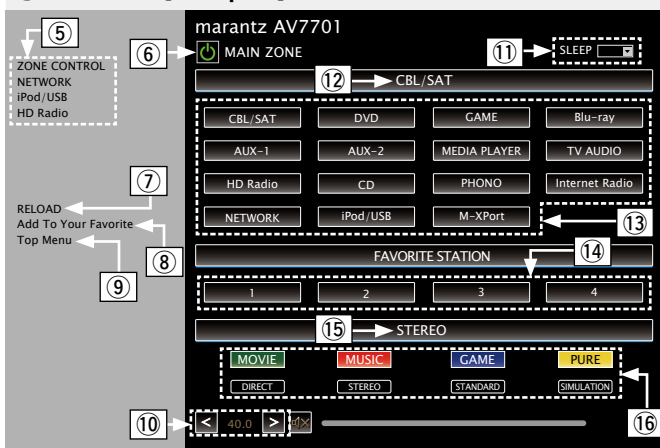 marantz AV7701
⑤
⑥ MAIN ZONE
⑪ SLEEP
ZONE CONTROL
NETWORK
iPod/USB
HD Radio
⑫ CBL/SAT
CBL/SAT DVD GAME Blu-ray
AUX-1 AUX-2 MEDIA PLAYER TV AUDIO
HD Radio CD PHONO Internet Radio
NETWORK iPod/USB M-XPort
⑬
⑦
RELOAD
Add To Your Favorite
Top Menu
⑧
⑨
FAVORITE STATION ⑭
1 2 3 4
⑮ STEREO
MOVIE MUSIC GAME PURE
DIRECT STEREO STANDARD SIMULATION
⑯
⑩ < 40.0 >